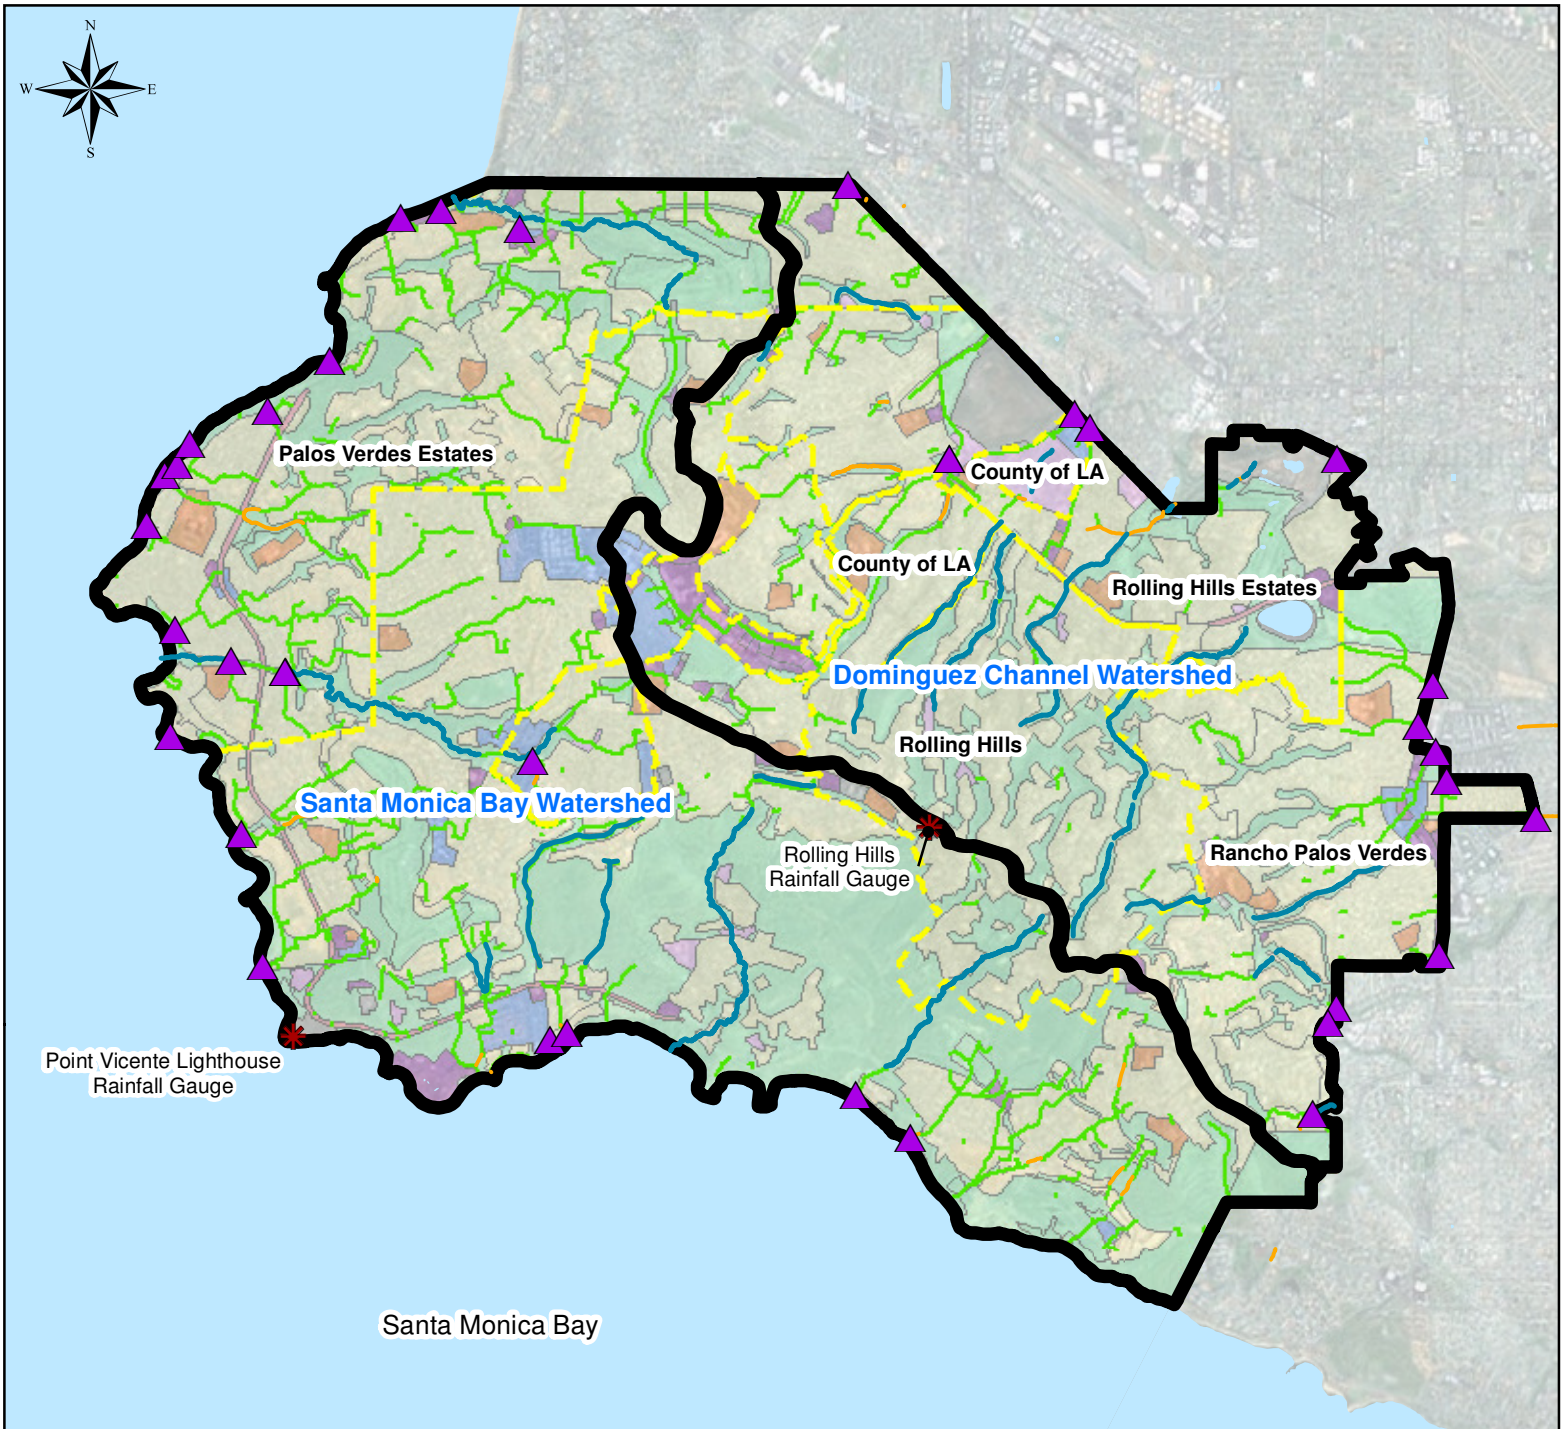 N
W
E
S
Palos Verdes Estates
County of LA
County of LA
Rolling Hills Estates
Dominguez Channel Watershed
Rolling Hills
Santa Monica Bay Watershed
Rolling Hills
Rainfall Gauge
Rancho Palos Verdes
Point Vicente Lighthouse
Rainfall Gauge
Santa Monica Bay